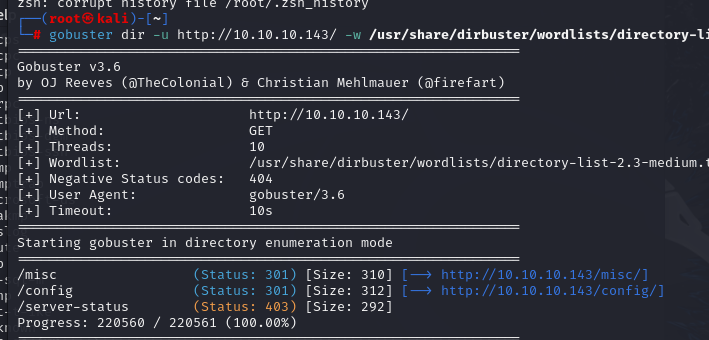 zsh: corrupt history file /root/.zsh_history
┌──(root㉿kali)-[~]
└─# gobuster dir -u http://10.10.10.143/ -w /usr/share/dirbuster/wordlists/directory-li
===============================================================
Gobuster v3.6
by OJ Reeves (@TheColonial) & Christian Mehlmauer (@firefart)
===============================================================
[+] Url:                     http://10.10.10.143/
[+] Method:                  GET
[+] Threads:                 10
[+] Wordlist:                /usr/share/dirbuster/wordlists/directory-list-2.3-medium.t
[+] Negative Status codes:   404
[+] User Agent:              gobuster/3.6
[+] Timeout:                 10s
===============================================================
Starting gobuster in directory enumeration mode
===============================================================
/misc                 (Status: 301) [Size: 310] [--> http://10.10.10.143/misc/]
/config               (Status: 301) [Size: 312] [--> http://10.10.10.143/config/]
/server-status        (Status: 403) [Size: 292]
Progress: 220560 / 220561 (100.00%)
===============================================================